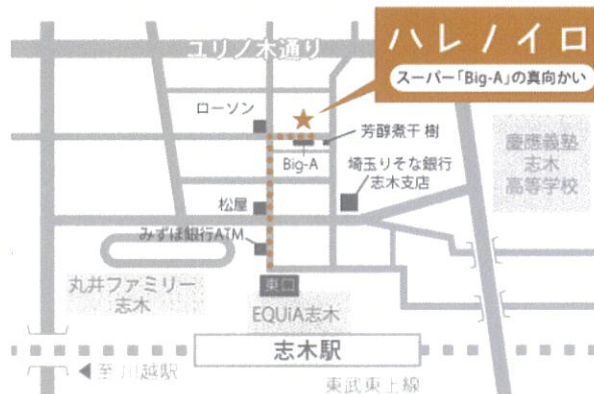 ユリノ木通り
ハレノイロ
スーパー「Big-A」の真向かい
ローソン
芳醇煮干 樹
Big-A
埼玉りそな銀行
志木支店
慶應義塾
志木
高等学校
松屋
みずほ銀行ATM
丸井ファミリー
志木
東口
EQUiA志木
志木駅
◀至 川越駅
東武東上線